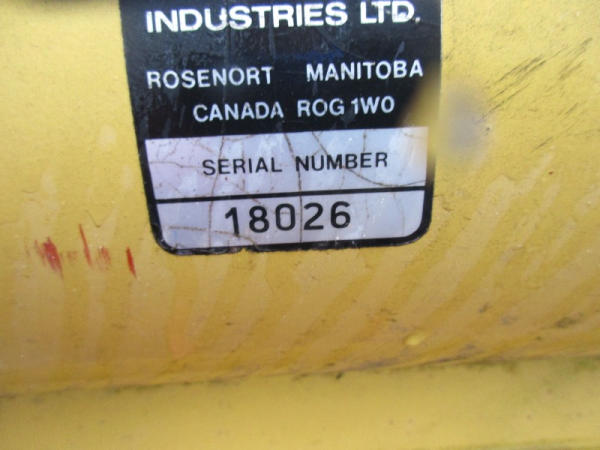 INDUSTRIES LTD.
ROSENORT MANITOBA
CANADA ROG 1W0
SERIAL NUMBER
18026